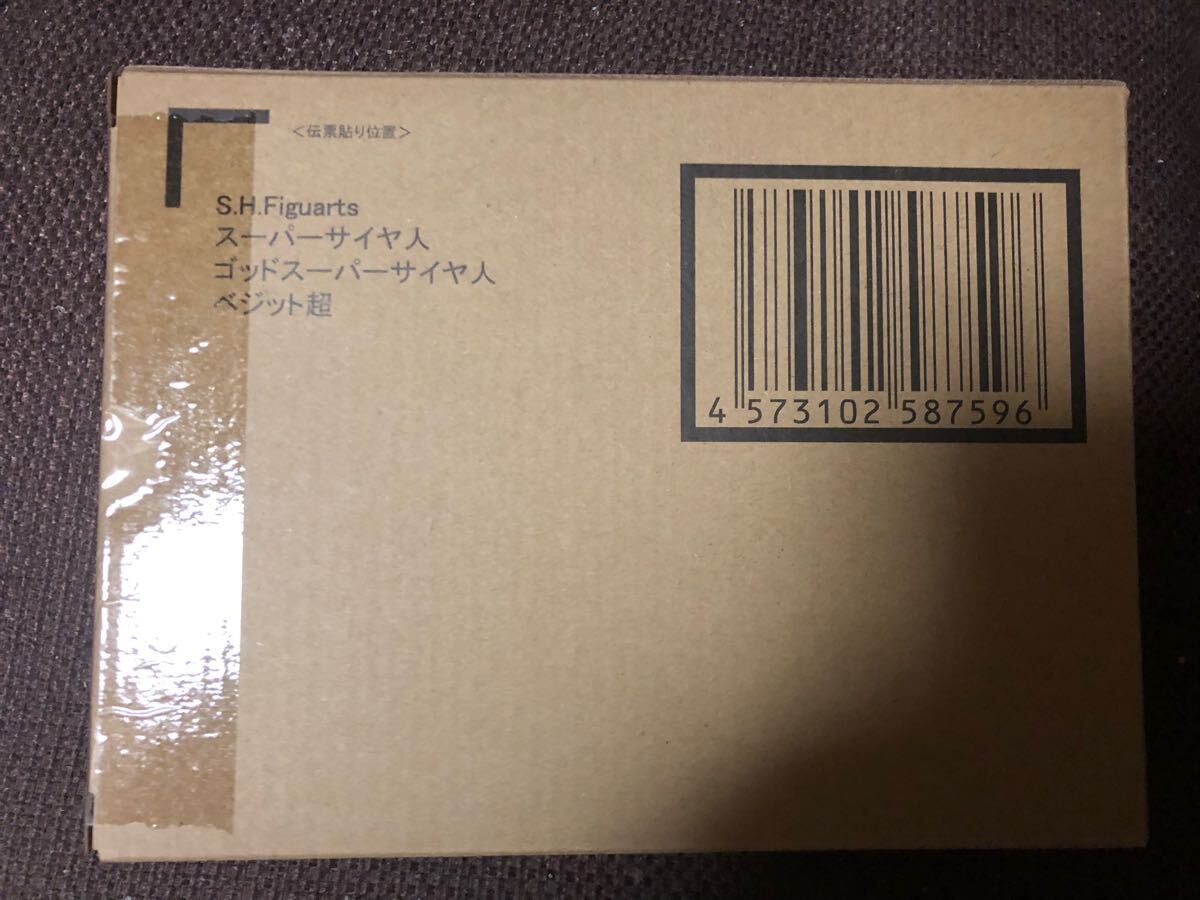 <伝票貼り位置>
S.H.Figuarts
スーパーサイヤ人
ゴッドスーパーサイヤ人
ベジット超
4 573102 587596